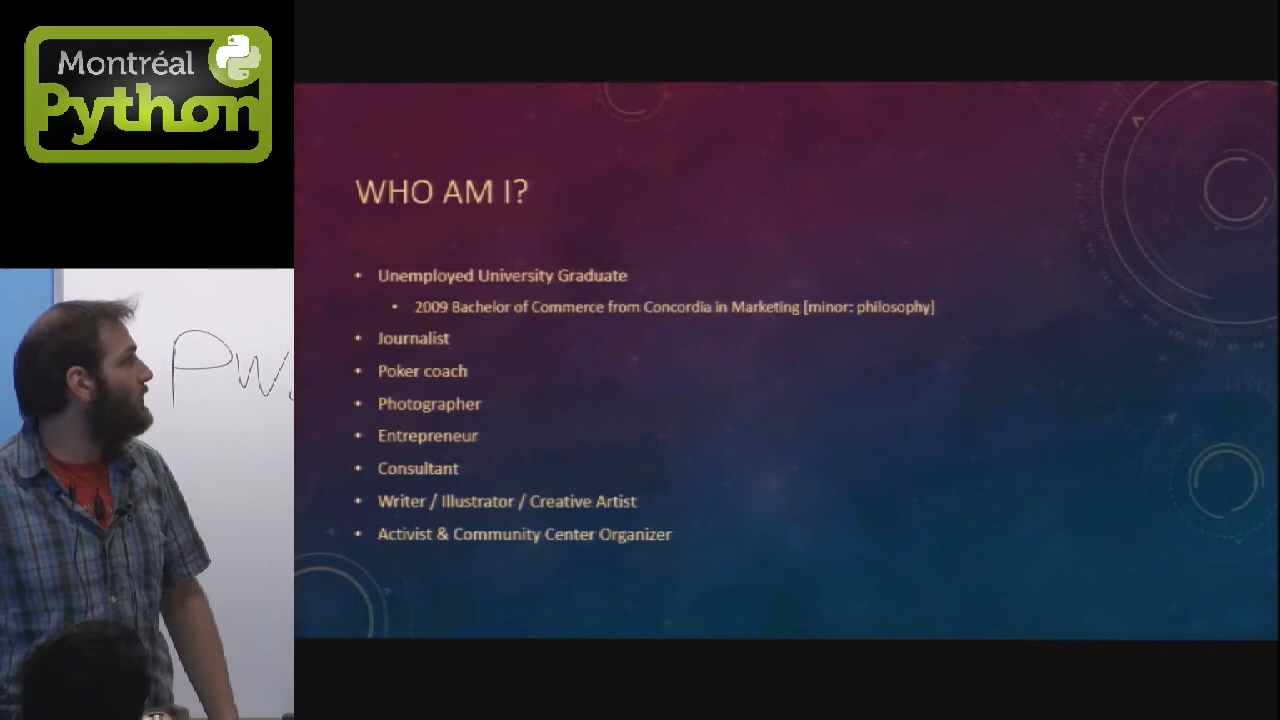 Montréal
Python
WHO AM I?
• Unemployed University Graduate
• 2009 Bachelor of Commerce from Concordia in Marketing [minor: philosophy]
• Journalist
• Poker coach
• Photographer
• Entrepreneur
• Consultant
• Writer / Illustrator / Creative Artist
• Activist & Community Center Organizer
PW